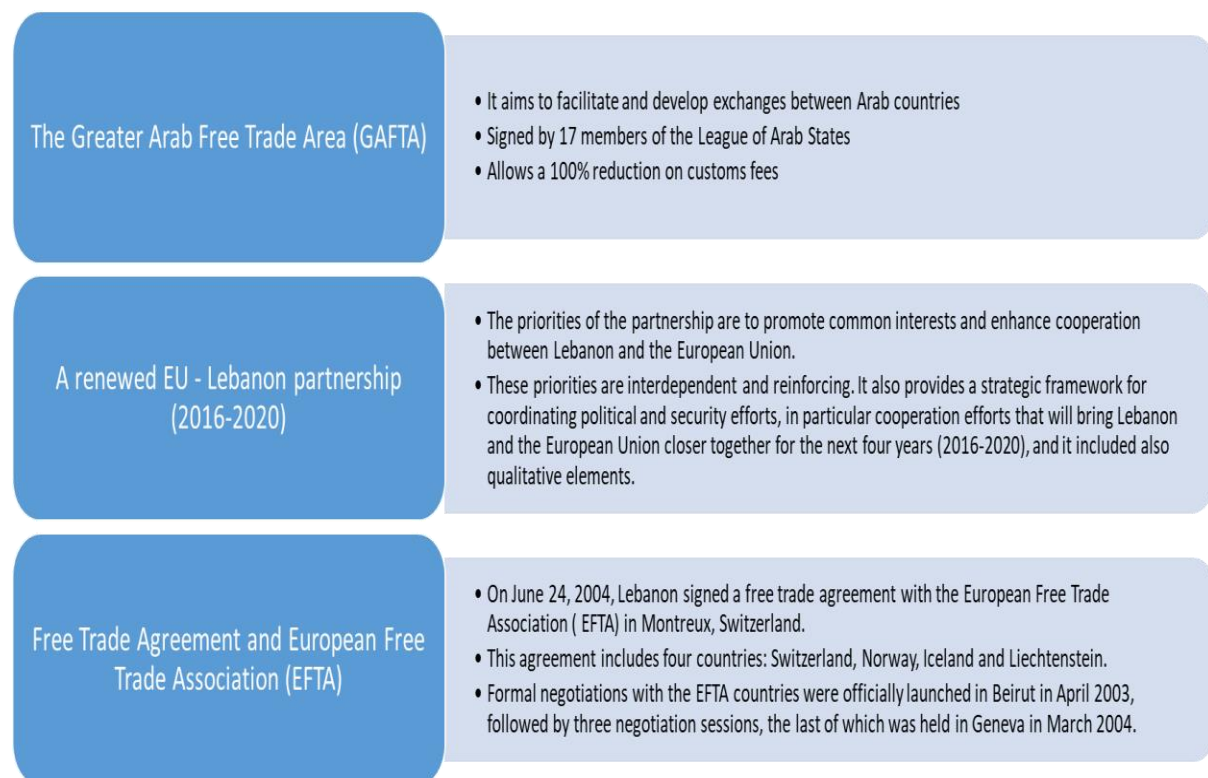 The Greater Arab Free Trade Area (GAFTA)
• It aims to facilitate and develop exchanges between Arab countries
• Signed by 17 members of the League of Arab States
• Allows a 100% reduction on customs fees
A renewed EU - Lebanon partnership
(2016-2020)
• The priorities of the partnership are to promote common interests and enhance cooperation
between Lebanon and the European Union.
• These priorities are interdependent and reinforcing. It also provides a strategic framework for
coordinating political and security efforts, in particular cooperation efforts that will bring Lebanon
and the European Union closer together for the next four years (2016-2020), and it included also
qualitative elements.
Free Trade Agreement and European Free
Trade Association (EFTA)
• On June 24, 2004, Lebanon signed a free trade agreement with the European Free Trade
Association ( EFTA) in Montreux, Switzerland.
• This agreement includes four countries: Switzerland, Norway, Iceland and Liechtenstein.
• Formal negotiations with the EFTA countries were officially launched in Beirut in April 2003,
followed by three negotiation sessions, the last of which was held in Geneva in March 2004.